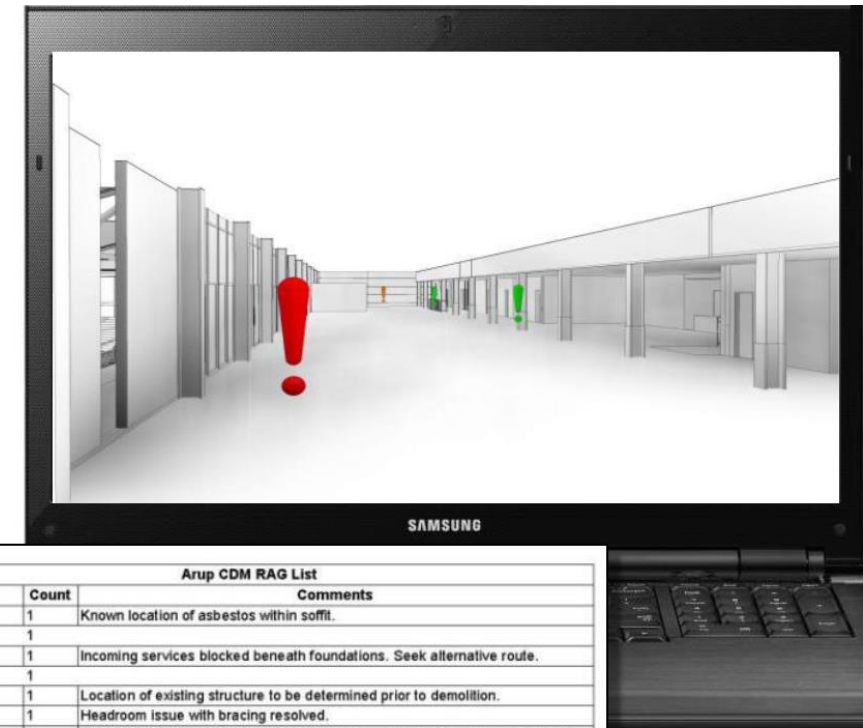 SAMSUNG
Arup CDM RAG List
Count Comments
1 Known location of asbestos within soffit.
1
1 Incoming services blocked beneath foundations. Seek alternative route.
1
1 Location of existing structure to be determined prior to demolition.
1 Headroom issue with bracing resolved.